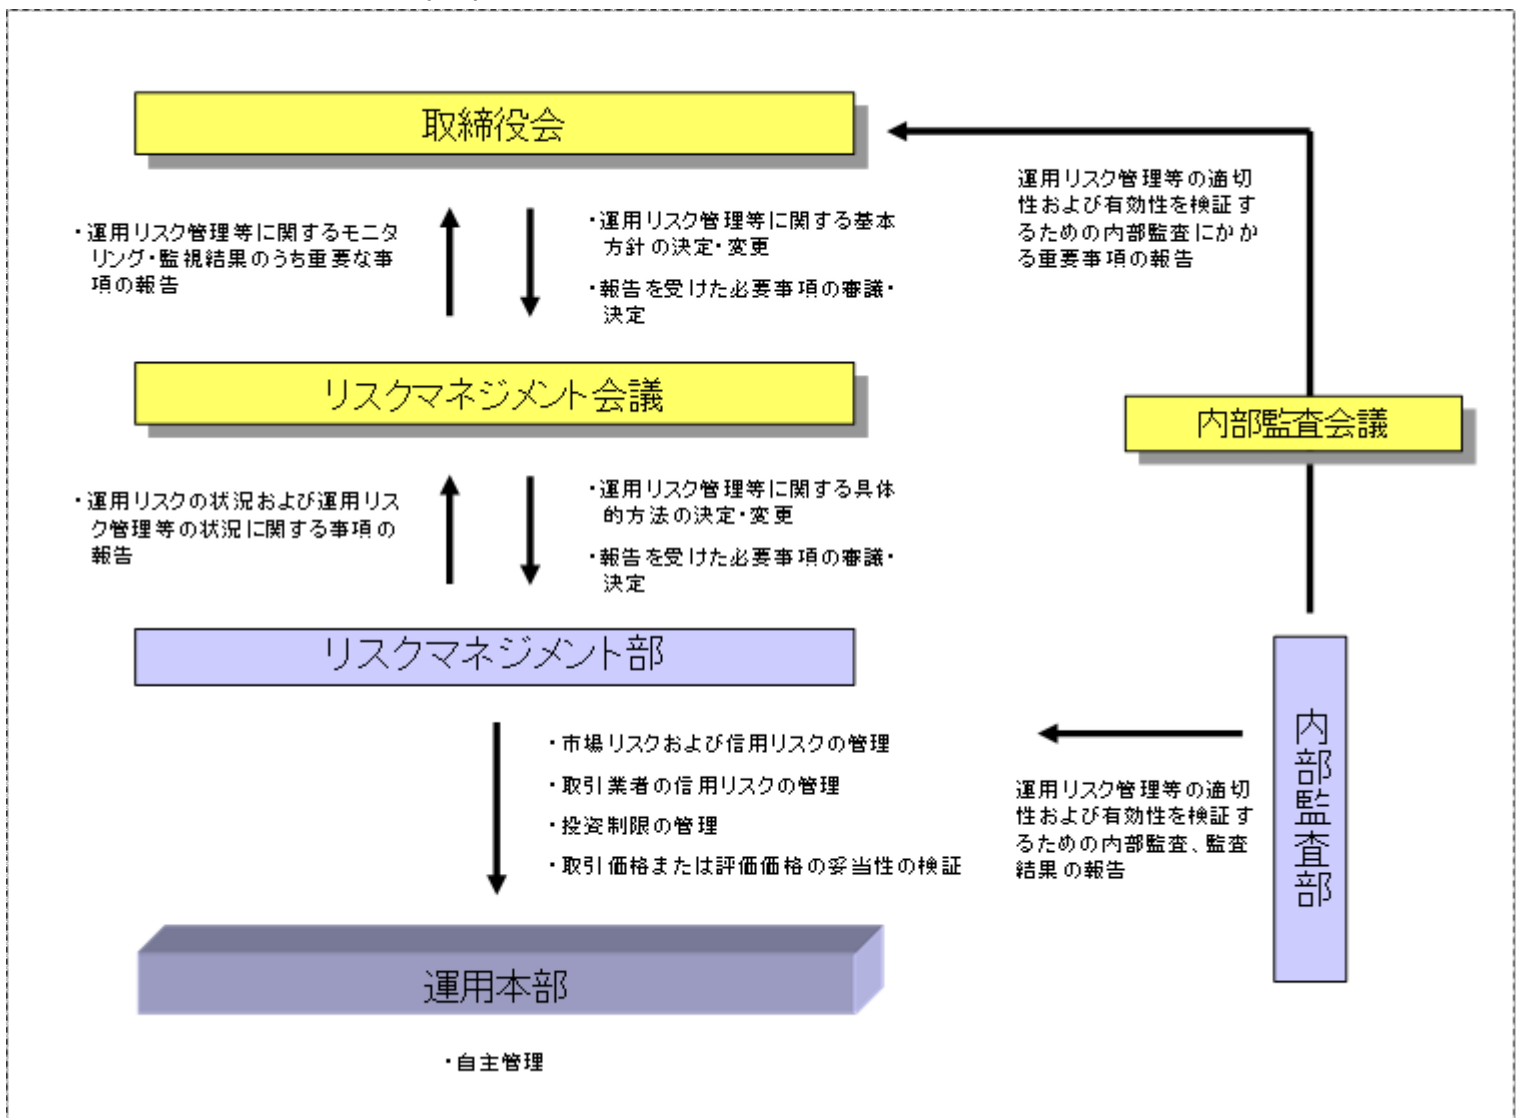 取締役会
・運用リスク管理等に関するモニタ
リング・監視結果のうち重要な事
項の報告
・運用リスク管理等に関する基本
方針の決定・変更
・報告を受けた必要事項の審議・
決定
運用リスク管理等の適切
性および有効性を検証す
るための内部監査にかか
る重要事項の報告
リスクマネジメント会議
内部監査会議
・運用リスクの状況および運用リス
ク管理等の状況に関する事項の
報告
・運用リスク管理等に関する具体
的方法の決定・変更
・報告を受けた必要事項の審議・
決定
リスクマネジメント部
・市場リスクおよび信用リスクの管理
・取引業者の信用リスクの管理
・投資制限の管理
・取引価格または評価価格の妥当性の検証
内部監査部
運用リスク管理等の適切
性および有効性を検証す
るための内部監査、監査
結果の報告
運用本部
・自主管理